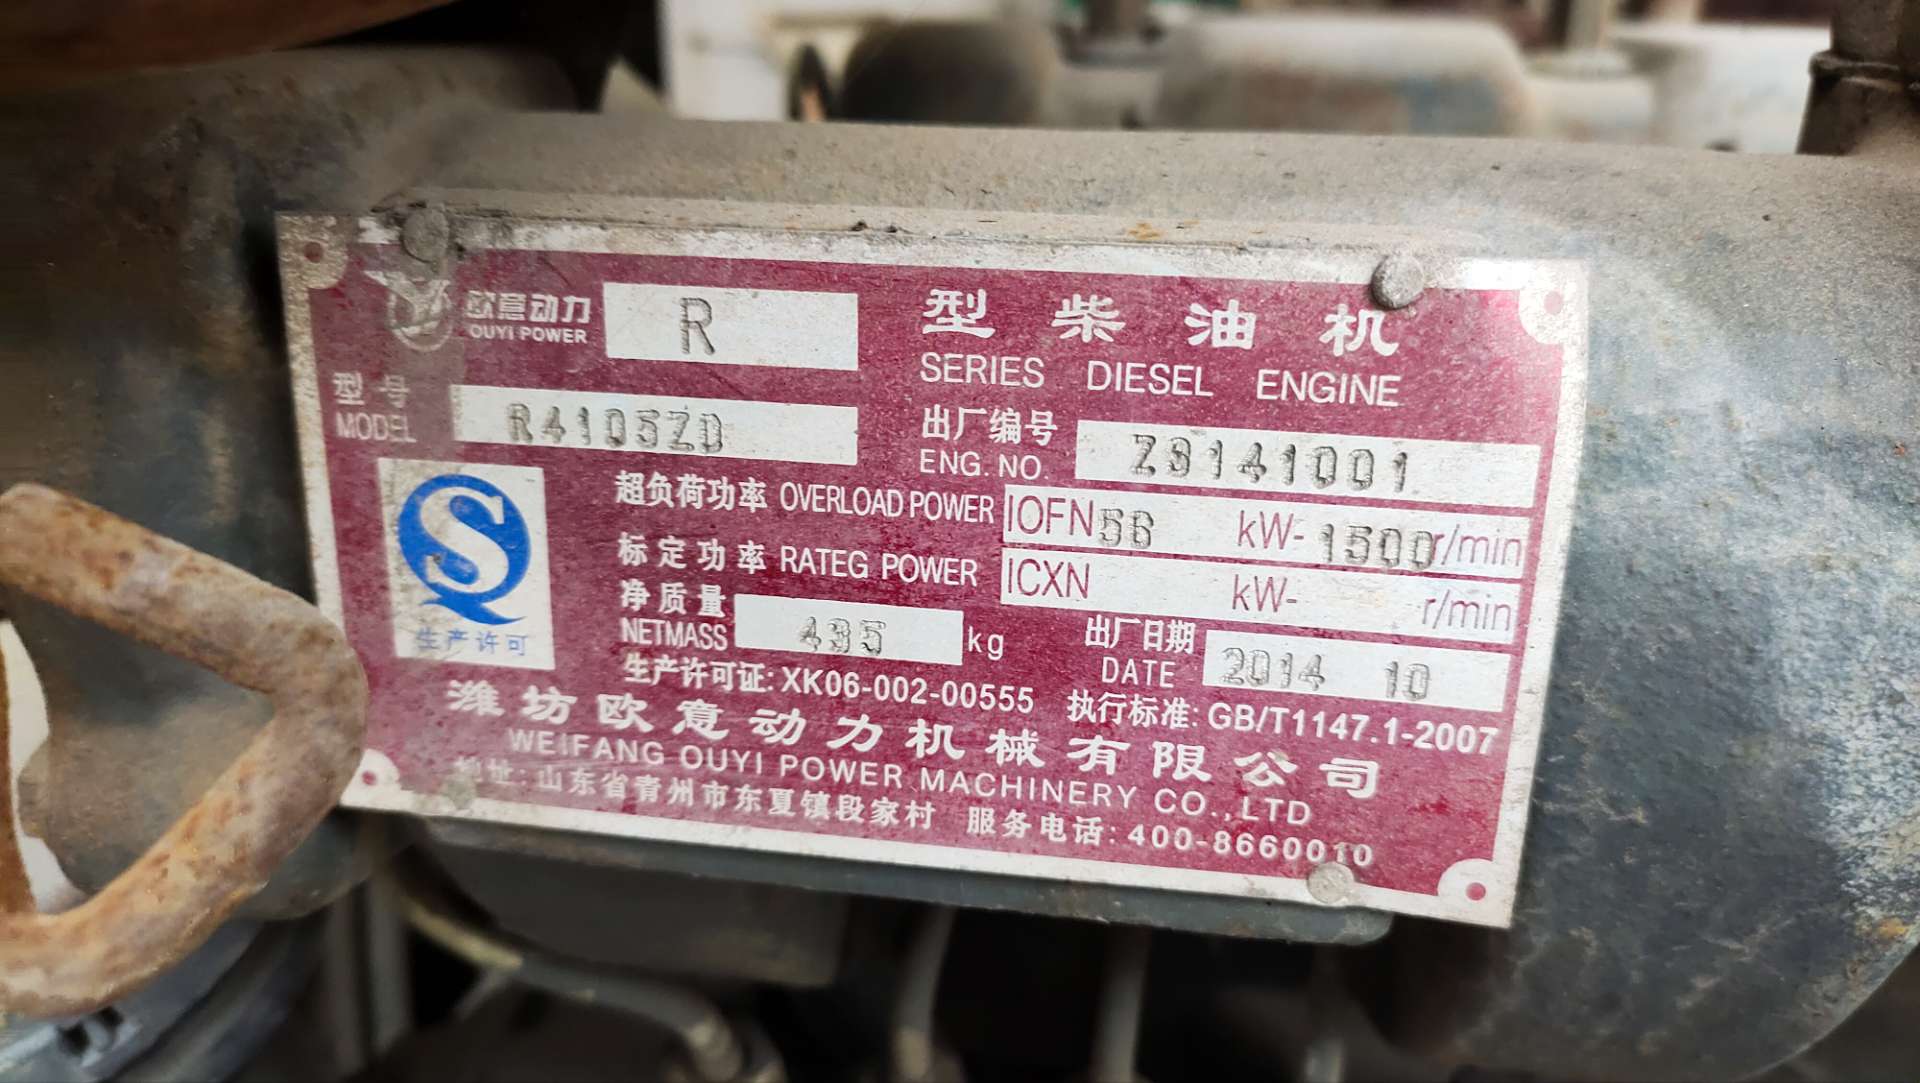 欧意动力 R 型柴油机
OUYI POWER SERIES DIESEL ENGINE
型号 R4105ZD 出厂编号
MODEL ENG. NO. Z3141001
超负荷功率 OVERLOAD POWER IOFN 56 kW- 1500 r/min
标定功率 RATEG POWER ICXN kW- r/min
净质量 出厂日期
NETMASS 495 kg DATE 2014 10
生产许可
生产许可证: XK06-002-00555 执行标准: GB/T1147.1-2007
潍坊欧意动力机械有限公司
WEIFANG OUYI POWER MACHINERY CO.,LTD
地址: 山东省青州市东夏镇段家村 服务电话: 400-8660010